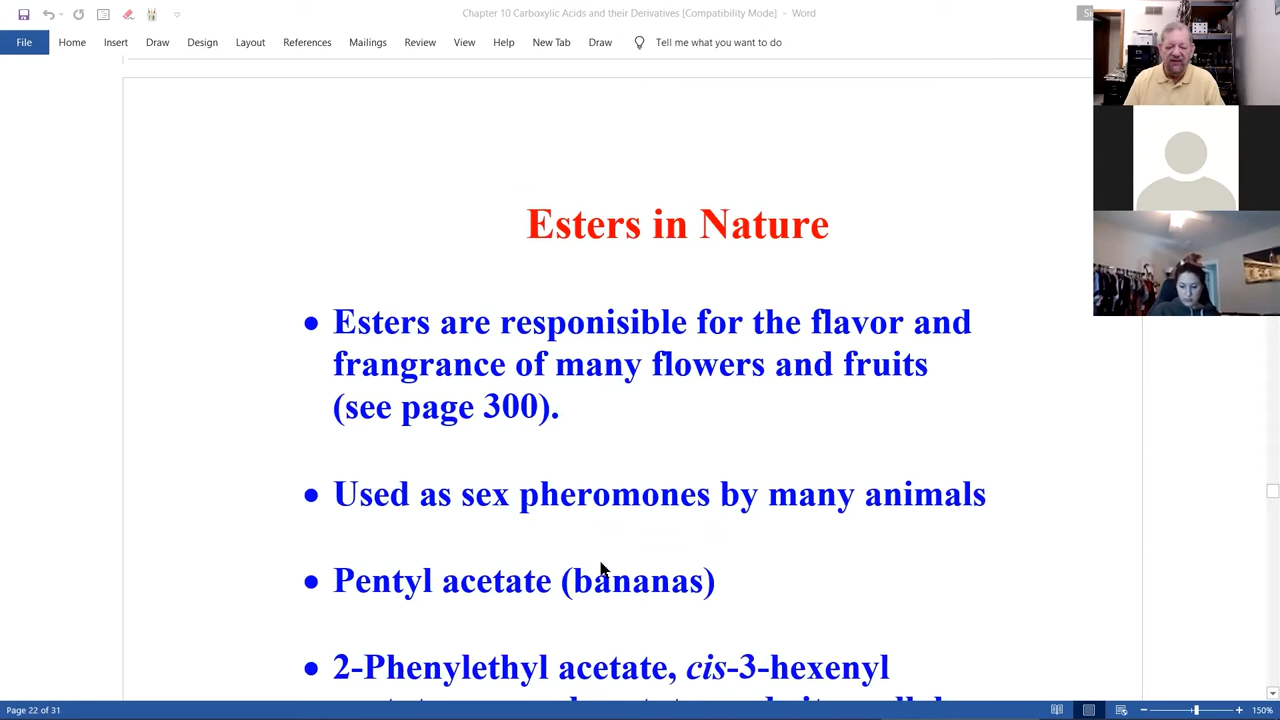 Chapter 10 Carboxylic Acids and their Derivatives [Compatibility Mode] - Word
File Home Insert Draw Design Layout References Mailings Review View Help New Tab Draw Tell me what you want to do
Esters in Nature
• Esters are responisible for the flavor and
frangrance of many flowers and fruits
(see page 300).
• Used as sex pheromones by many animals
• Pentyl acetate (bananas)
• 2-Phenylethyl acetate, cis-3-hexenyl
Page 22 of 31
150%